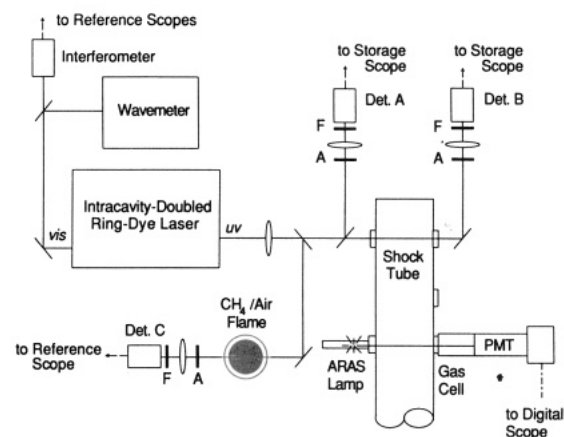 to Reference Scopes
Interferometer
Wavemeter
to Storage
Scope
Det. A
F
A
to Storage
Scope
Det. B
F
A
Intracavity-Doubled
Ring-Dye Laser
vis
uv
Shock
Tube
CH4 /Air
Flame
Det. C
to Reference
Scope
F
A
ARAS
Lamp
Gas
Cell
PMT
to Digital
Scope